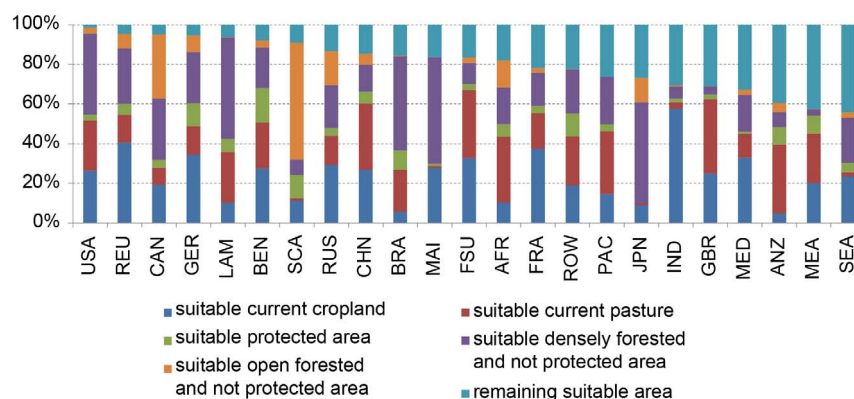 100%
80%
60%
40%
20%
0%
USA REU CAN GER LAM BEN SCA RUS CHN BRA MAI FSU AFR FRA ROW PAC JPN IND GBR MED ANZ MEA SEA
suitable current cropland
suitable current pasture
suitable protected area
suitable densely forested
and not protected area
suitable open forested
and not protected area
remaining suitable area